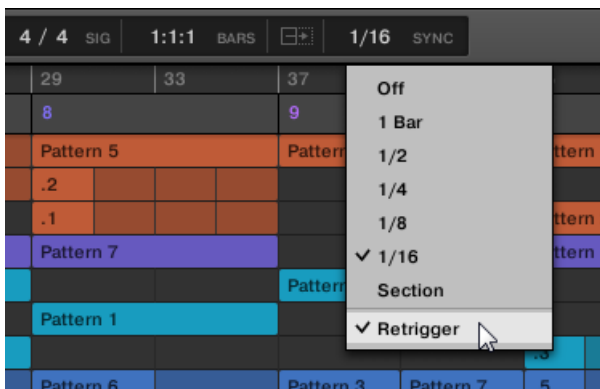 4 / 4 SIG 1:1:1 BARS 1/16 SYNC
29 33 37
8 9
Pattern 5 Pattern
.2
.1
Pattern 7
Pattern 1
Pattern 6 Pattern 3 Pattern 7 5
Off
1 Bar
1/2
1/4
1/8
✓ 1/16
Section
✓ Retrigger